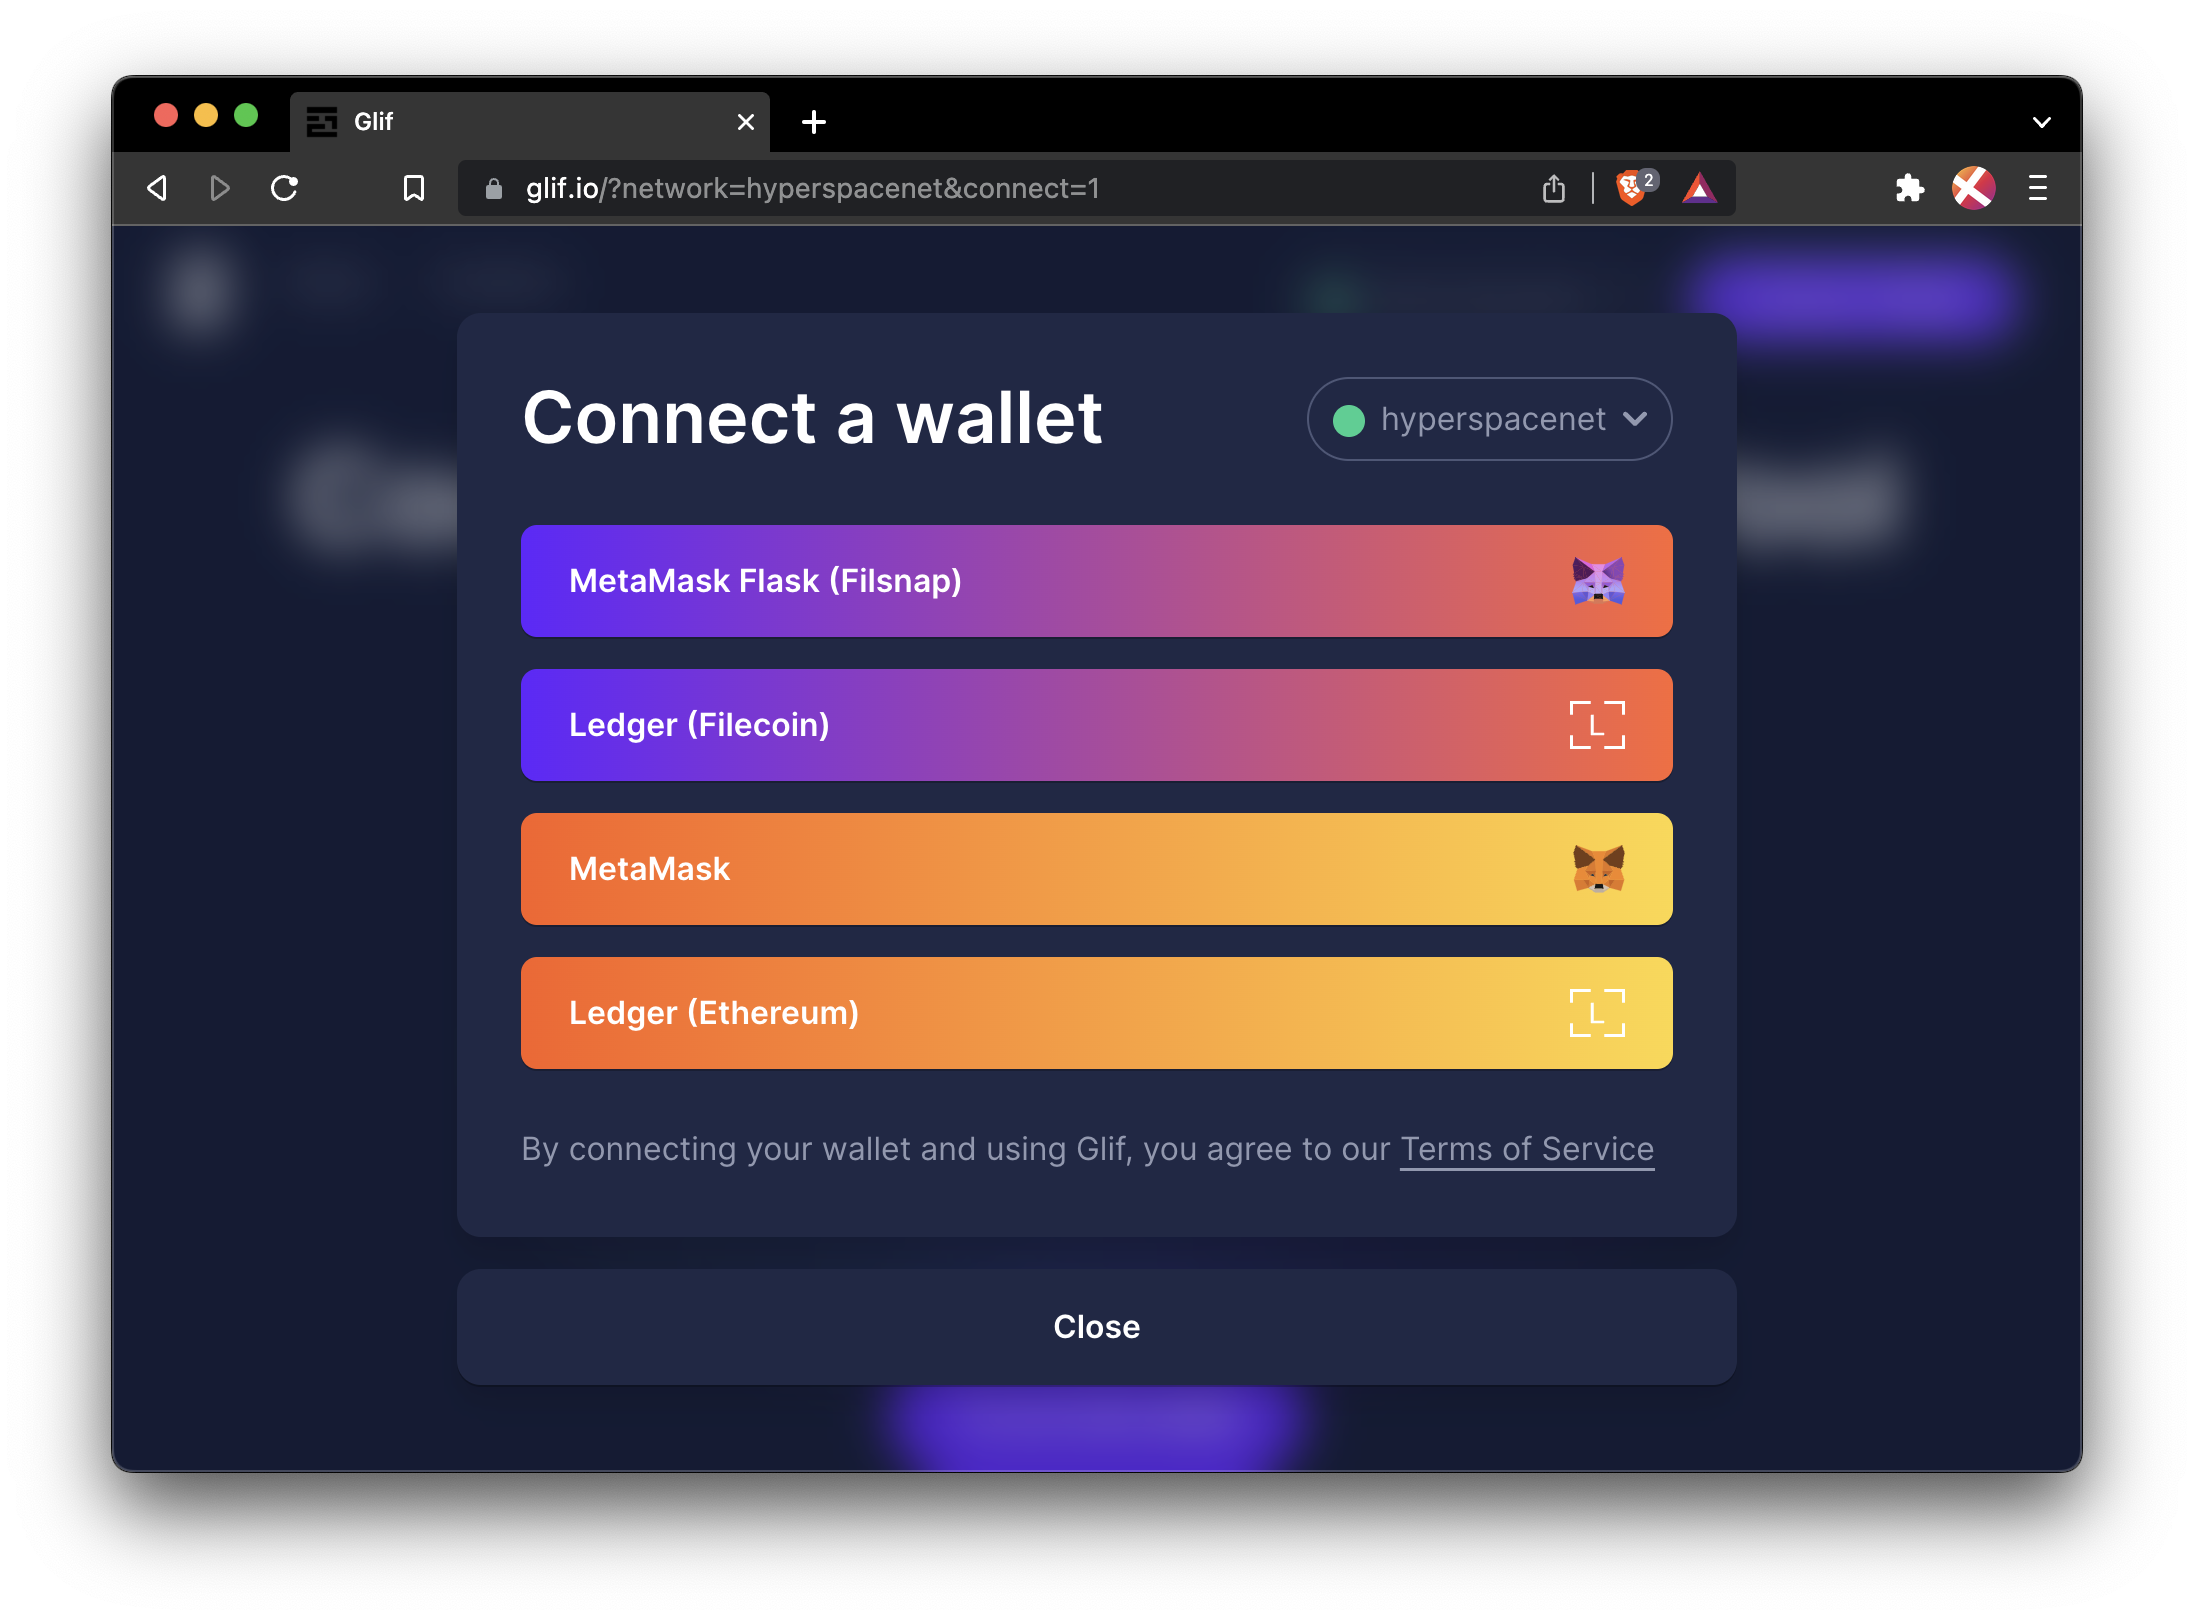 Glif
glif.io/?network=hyperspacenet&connect=1
2
Connect a wallet
hyperspacenet
MetaMask Flask (Filsnap)
Ledger (Filecoin)
L
MetaMask
Ledger (Ethereum)
L
By connecting your wallet and using Glif, you agree to our Terms of Service
Close